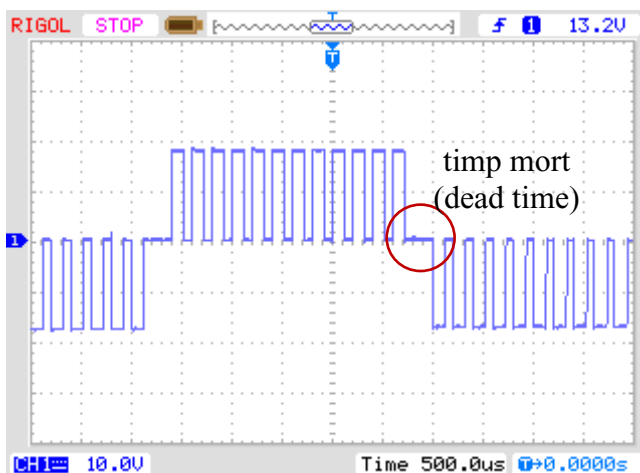 RIGOL STOP T f 1 13.2V
T
timp mort
(dead time)
1
CH1 10.0V Time 500.0us T→0.0000s